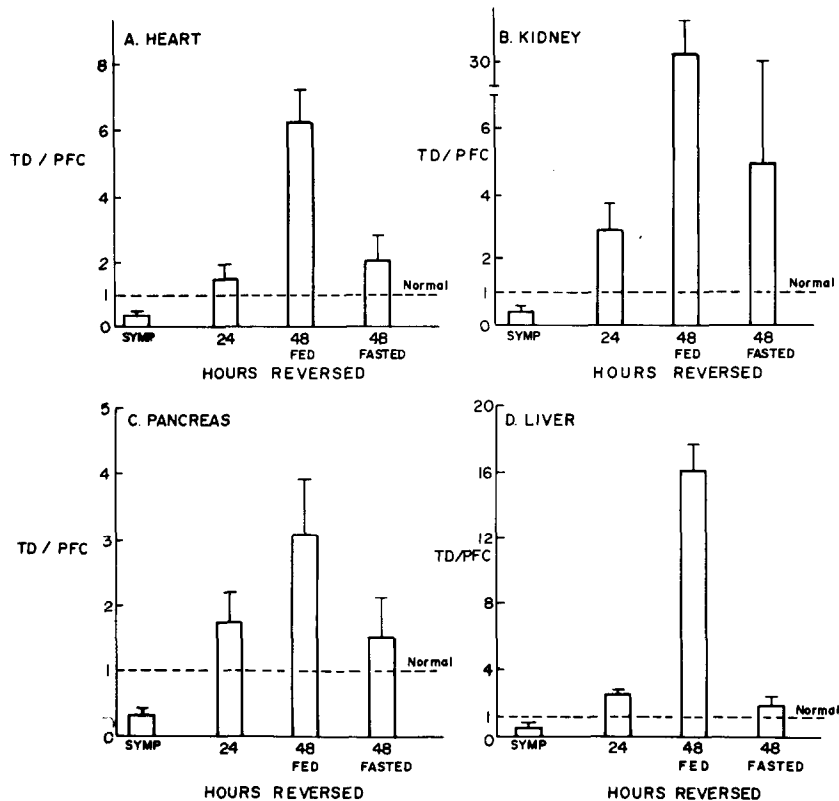 A. HEART
8
6
TD / PFC
4
2
1
0
Normal
SYMP 24 48 48
FED FASTED
HOURS REVERSED
B. KIDNEY
30
6
TD / PFC
4
2
1
0
Normal
SYMP 24 48 48
FED FASTED
HOURS REVERSED
C. PANCREAS
5
4
3
TD / PFC
2
1
0
Normal
SYMP 24 48 48
FED FASTED
HOURS REVERSED
D. LIVER
20
16
12
TD/PFC
8
4
1
0
Normal
SYMP 24 48 48
FED FASTED
HOURS REVERSED